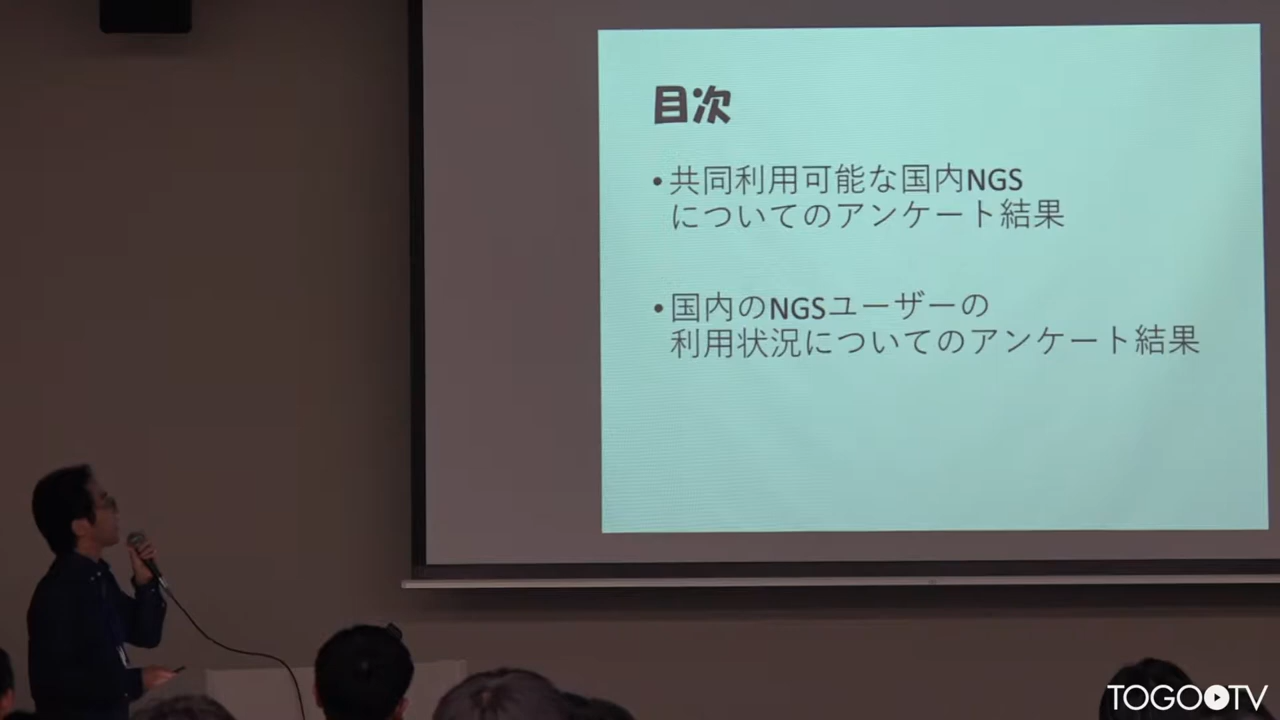 目次
•共同利用可能な国内NGS
についてのアンケート結果
•国内のNGSユーザーの
利用状況についてのアンケート結果
TOGOTV